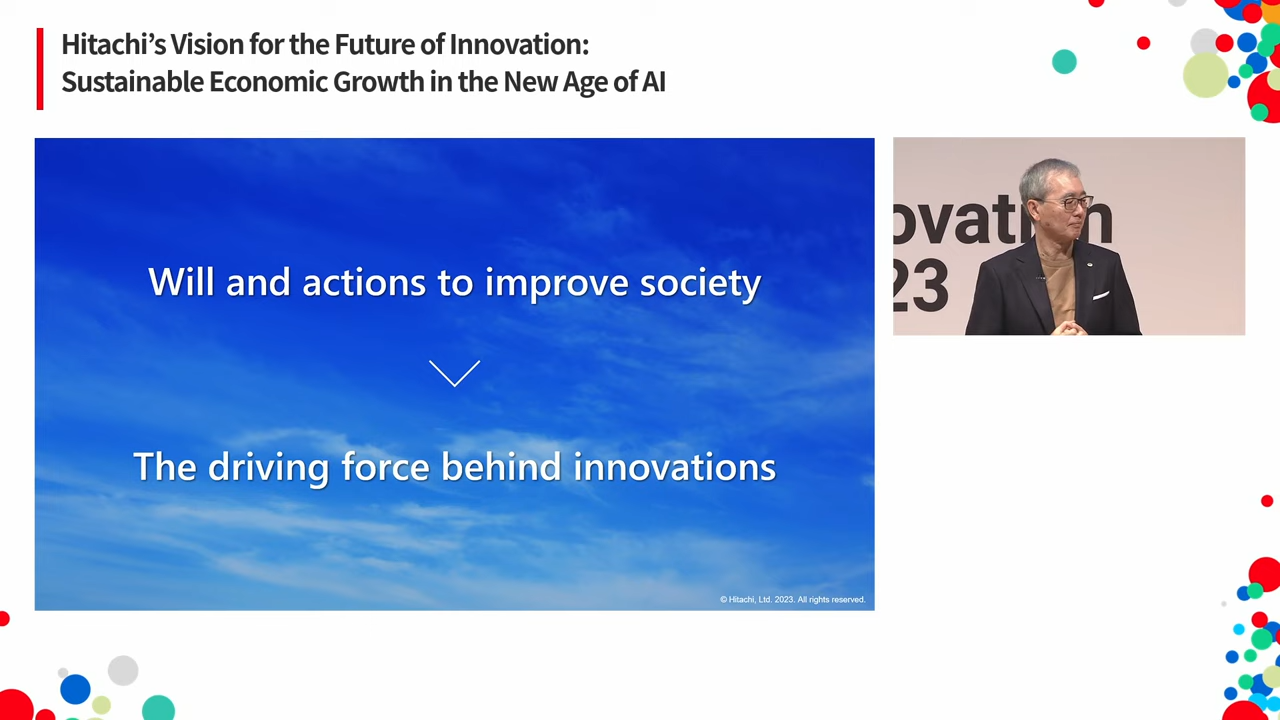 Hitachi’s Vision for the Future of Innovation:
Sustainable Economic Growth in the New Age of AI
Will and actions to improve society
The driving force behind innovations
© Hitachi, Ltd. 2023. All rights reserved.